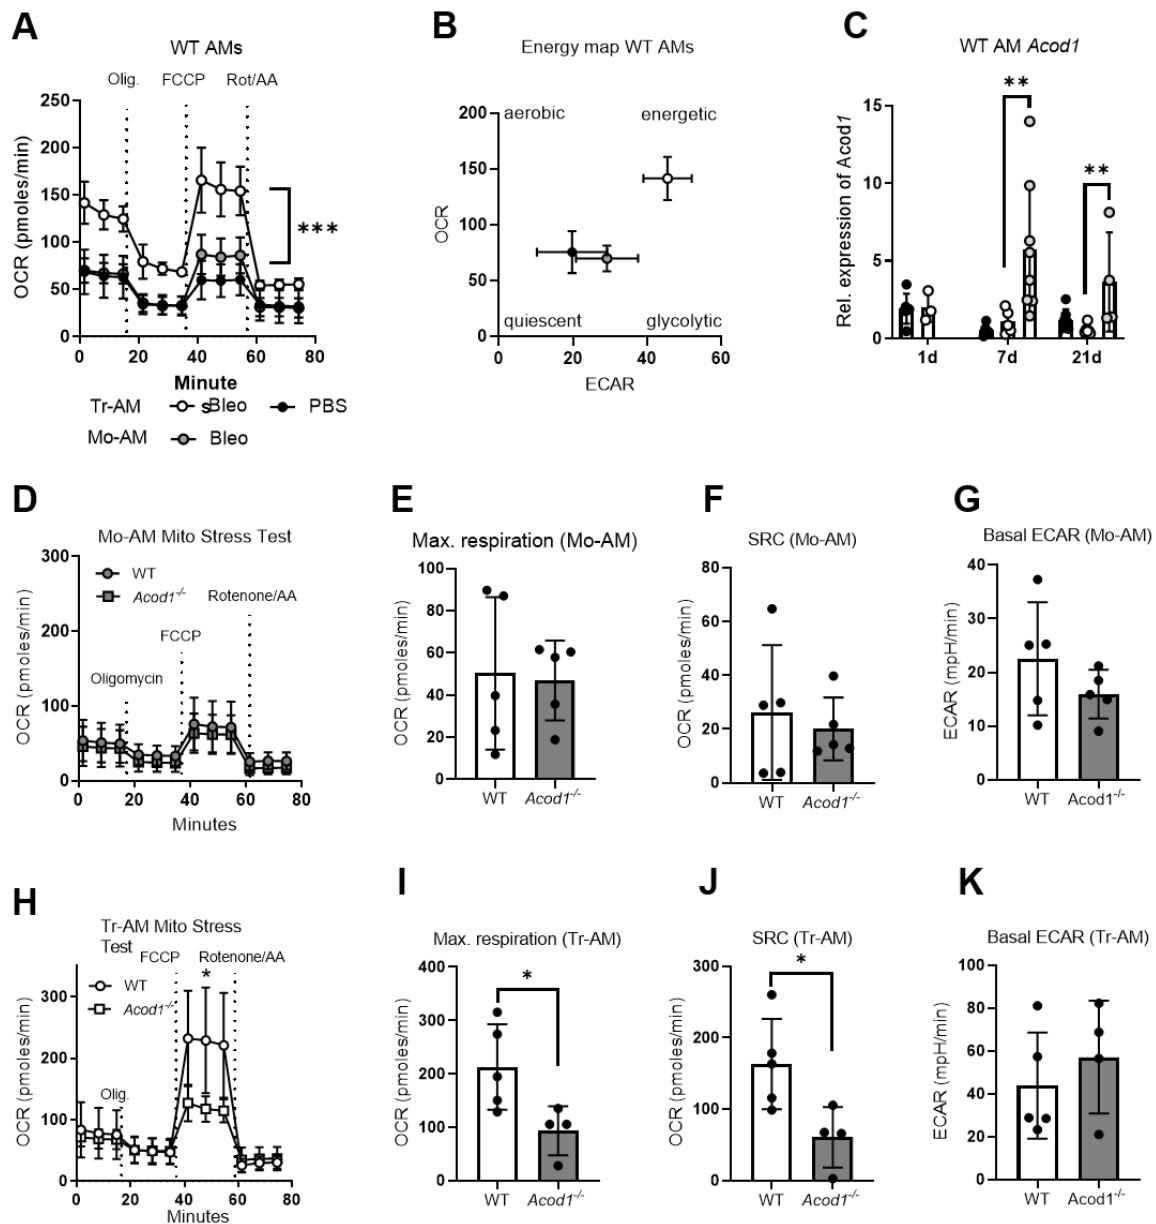 A
WT AMs
Olig.
FCCP
Rot/AA
OCR (pmoles/min)
250
200
150
100
50
0
***
0 20 40 60 80
Minute
Tr-AM
sBleo
PBS
Mo-AM
Bleo
B
Energy map WT AMs
OCR
200
150
100
50
0
aerobic
energetic
quiescent
glycolytic
0 20 40 60
ECAR
C
WT AM Acod1
Rel. expression of Acod1
15
10
5
0
**
**
1d 7d 21d
D
Mo-AM Mito Stress Test
WT
Acod1-/-
Rotenone/AA
FCCP
Oligomycin
OCR (pmoles/min)
300
200
100
0
0 20 40 60 80
Minutes
E
Max. respiration (Mo-AM)
OCR (pmoles/min)
100
80
60
40
20
0
WT Acod1-/-
F
SRC (Mo-AM)
OCR (pmoles/min)
80
60
40
20
0
WT Acod1-/-
G
Basal ECAR (Mo-AM)
ECAR (mpH/min)
40
30
20
10
0
WT Acod1-/-
H
Tr-AM Mito Stress
Test
FCCP
Rotenone/AA
*
WT
Acod1-/-
Olig.
OCR (pmoles/min)
300
200
100
0
0 20 40 60 80
Minutes
I
Max. respiration (Tr-AM)
OCR (pmoles/min)
400
300
200
100
0
*
WT Acod1-/-
J
SRC (Tr-AM)
OCR (pmoles/min)
300
200
100
0
*
WT Acod1-/-
K
Basal ECAR (Tr-AM)
ECAR (mpH/min)
100
80
60
40
20
0
WT Acod1-/-